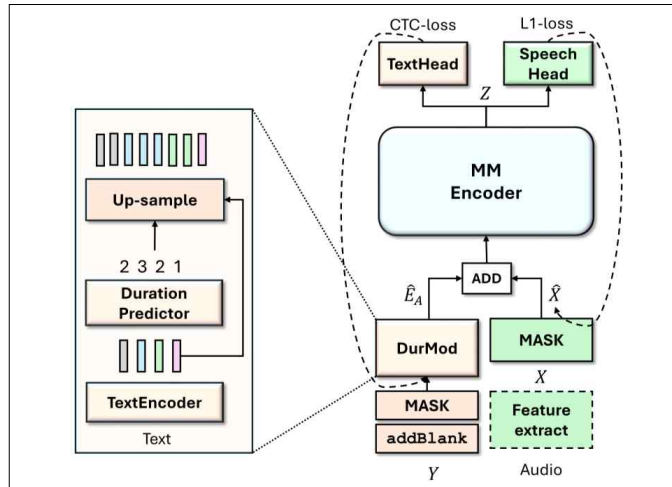 CTC-loss
L1-loss
TextHead
Speech
Head
Z
MM
Encoder
ADD
Ê_A
X̂
DurMod
MASK
X
MASK
addBlank
Feature
extract
Y
Audio
Up-sample
2 3 2 1
Duration
Predictor
TextEncoder
Text